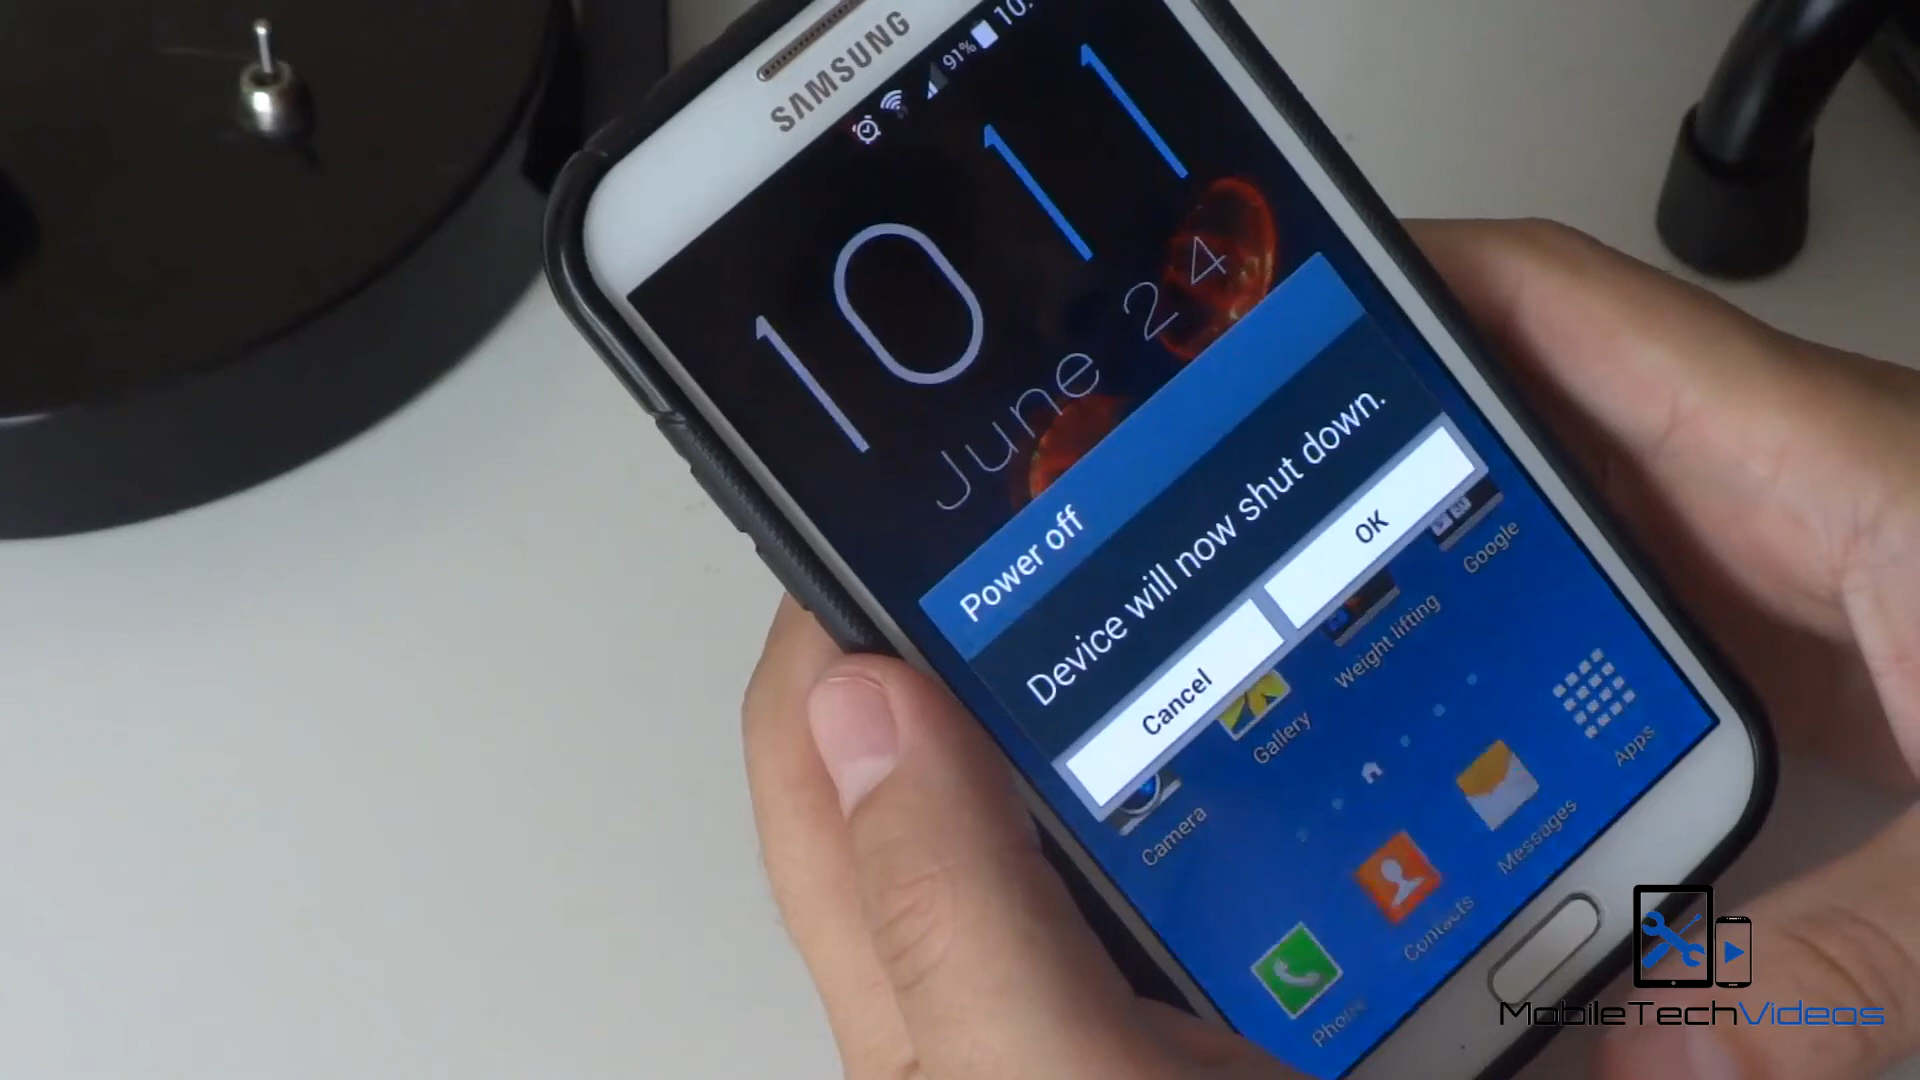 SAMSUNG
91% 10:
10 11
June 24
Power off
Device will now shut down.
Cancel
OK
Camera
Gallery
Weight lifting
Google
Phone
Contacts
Messages
Apps
MobileTechVideos